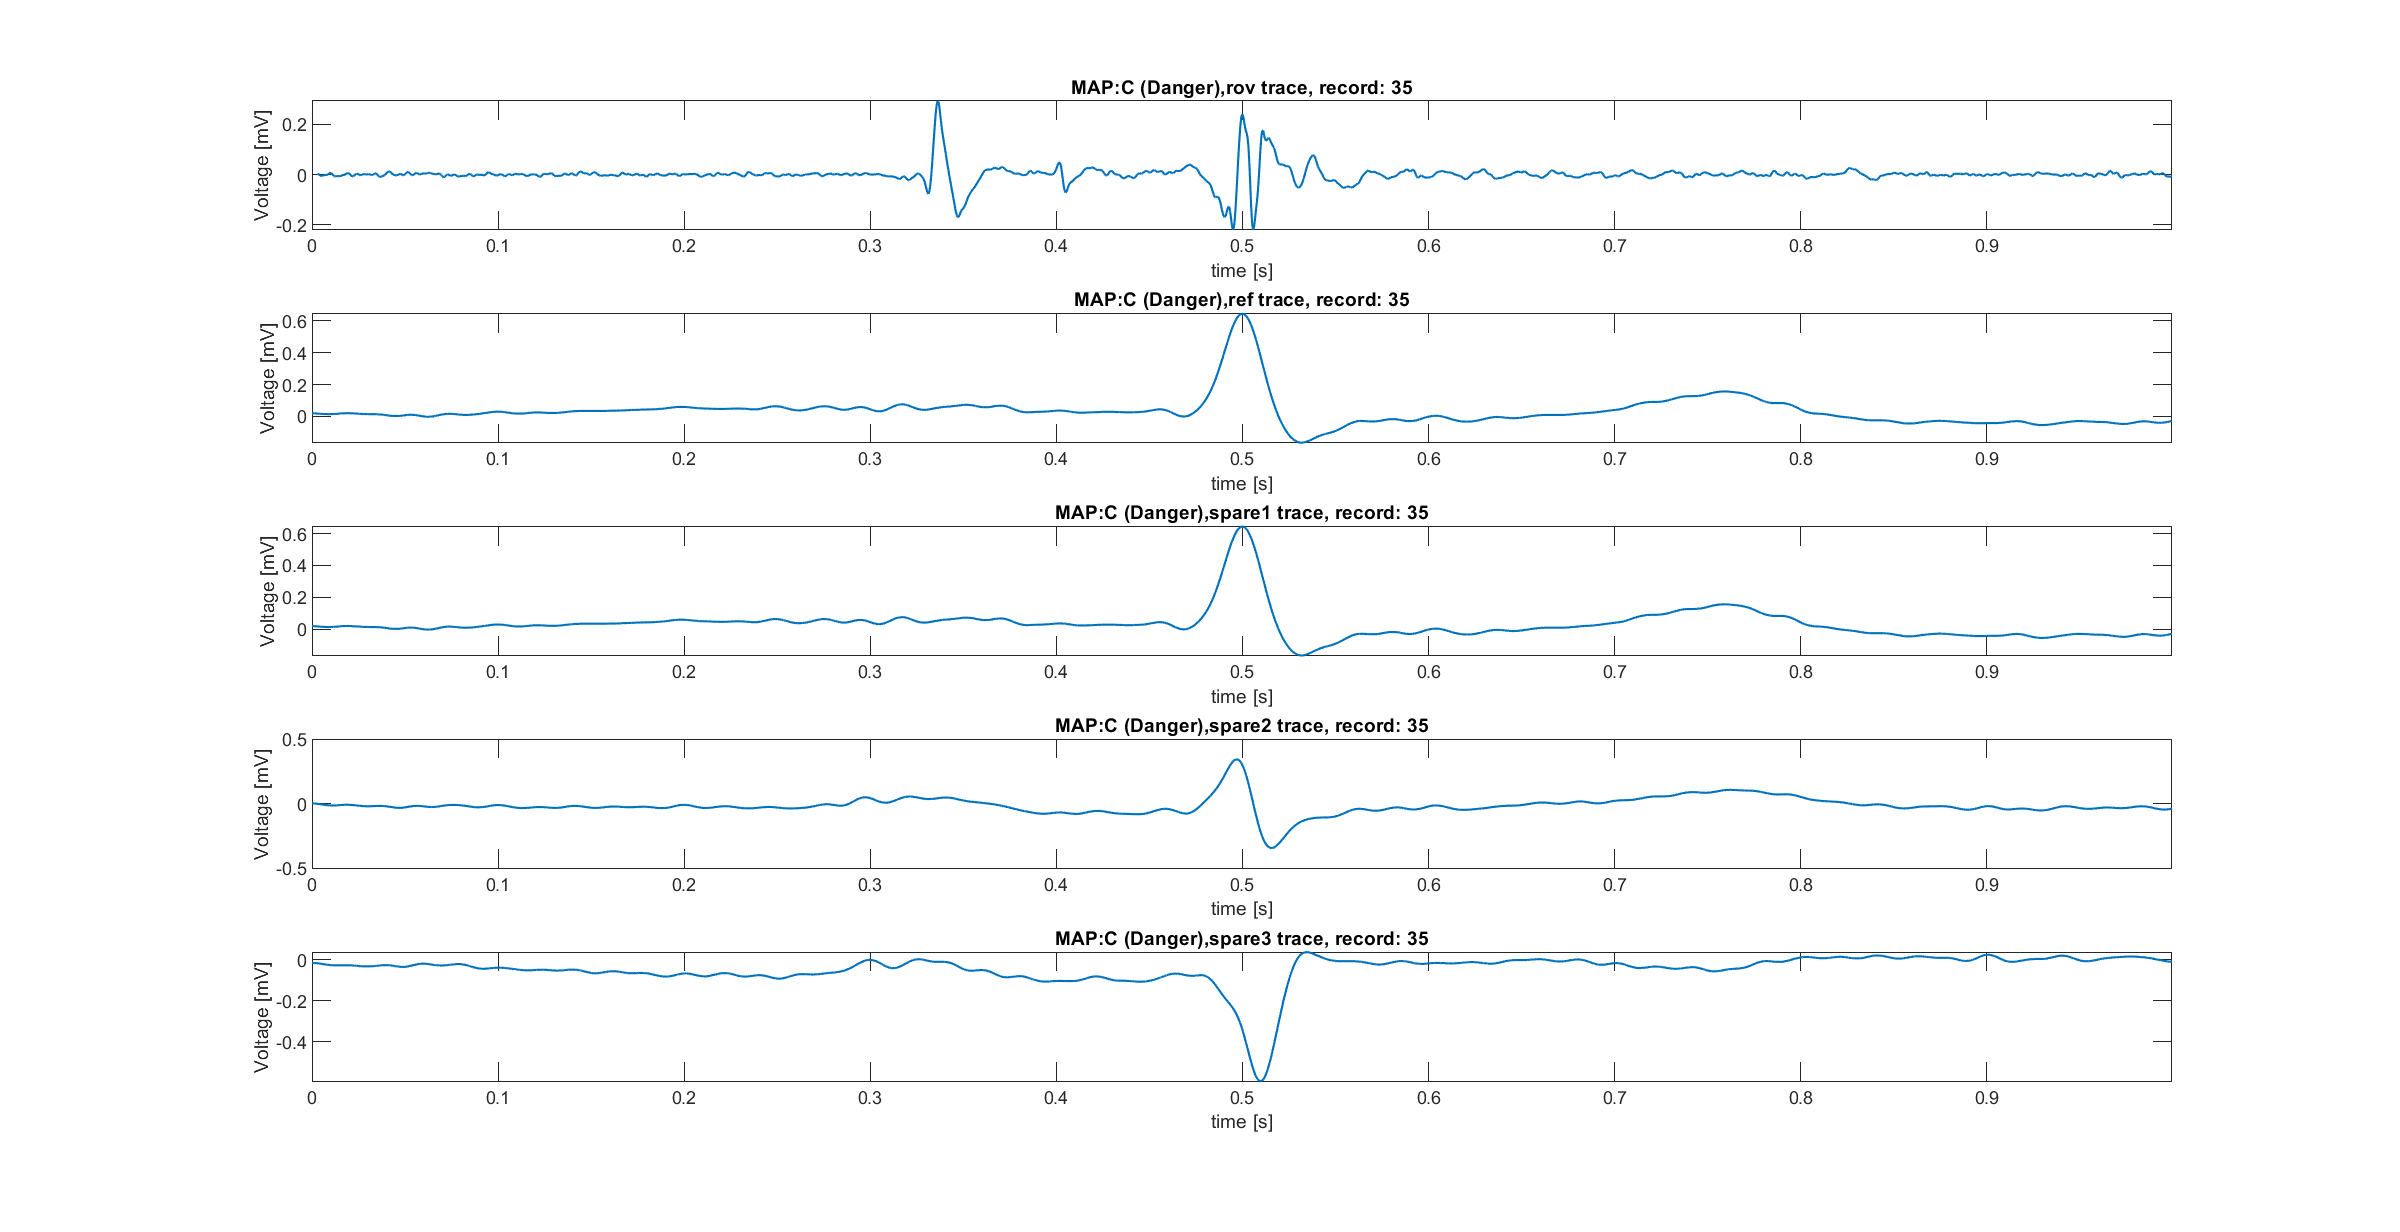 MAP:C (Danger),rov trace, record: 35
Voltage [mV]
0.2
0
-0.2
0 0.1 0.2 0.3 0.4 0.5 0.6 0.7 0.8 0.9
time [s]
MAP:C (Danger),ref trace, record: 35
Voltage [mV]
0.6
0.4
0.2
0
0 0.1 0.2 0.3 0.4 0.5 0.6 0.7 0.8 0.9
time [s]
MAP:C (Danger),spare1 trace, record: 35
Voltage [mV]
0.6
0.4
0.2
0
0 0.1 0.2 0.3 0.4 0.5 0.6 0.7 0.8 0.9
time [s]
MAP:C (Danger),spare2 trace, record: 35
Voltage [mV]
0.5
0
-0.5
0 0.1 0.2 0.3 0.4 0.5 0.6 0.7 0.8 0.9
time [s]
MAP:C (Danger),spare3 trace, record: 35
Voltage [mV]
0
-0.2
-0.4
0 0.1 0.2 0.3 0.4 0.5 0.6 0.7 0.8 0.9
time [s]